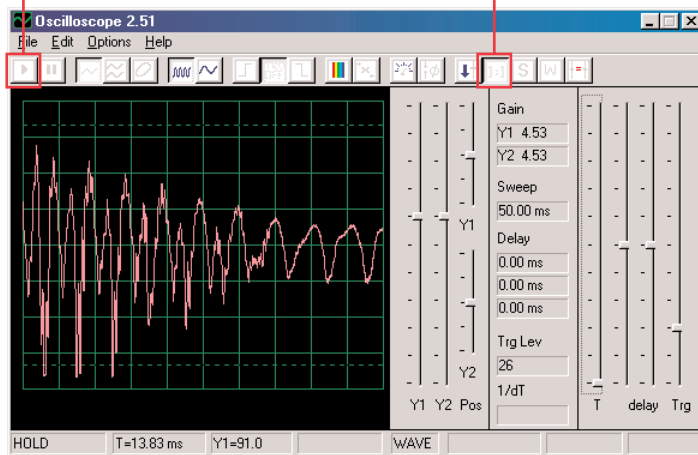 Oscilloscope 2.51
File Edit Options Help
1:1 S W
Gain
Y1 4.53
Y2 4.53
Sweep
50.00 ms
Delay
0.00 ms
0.00 ms
0.00 ms
Trg Lev
26
1/dT
Y1
Y2
Y1 Y2 Pos
T delay Trg
HOLD T=13.83 ms Y1=91.0 WAVE